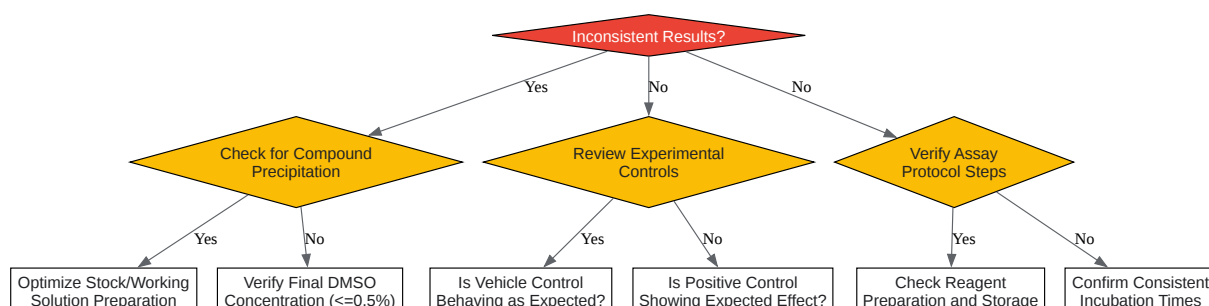 Inconsistent Results?
Yes
No
No
Check for Compound
Precipitation
Review Experimental
Controls
Verify Assay
Protocol Steps
Yes
No
Yes
No
Yes
No
Optimize Stock/Working
Solution Preparation
Verify Final DMSO
Concentration (<=0.5%)
Is Vehicle Control
Behaving as Expected?
Is Positive Control
Showing Expected Effect?
Check Reagent
Preparation and Storage
Confirm Consistent
Incubation Times